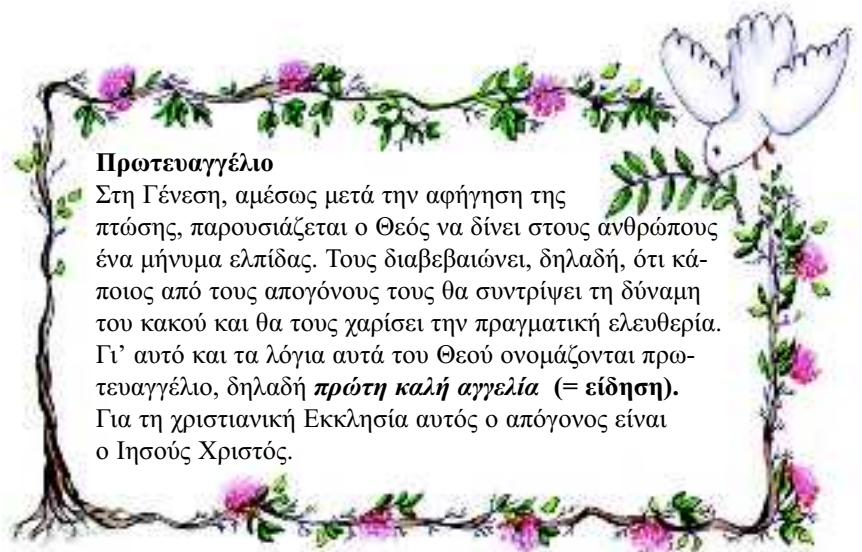 Πρωτευαγγέλιο
Στη Γένεση, αμέσως μετά την αφήγηση της
πτώσης, παρουσιάζεται ο Θεός να δίνει στους ανθρώπους
ένα μήνυμα ελπίδας. Τους διαβεβαιώνει, δηλαδή, ότι κά-
ποιος από τους απογόνους τους θα συντρίψει τη δύναμη
του κακού και θα τους χαρίσει την πραγματική ελευθερία.
Γι’ αυτό και τα λόγια αυτά του Θεού ονομάζονται πρω-
τευαγγέλιο, δηλαδή πρώτη καλή αγγελία (= είδηση).
Για τη χριστιανική Εκκλησία αυτός ο απόγονος είναι
ο Ιησούς Χριστός.